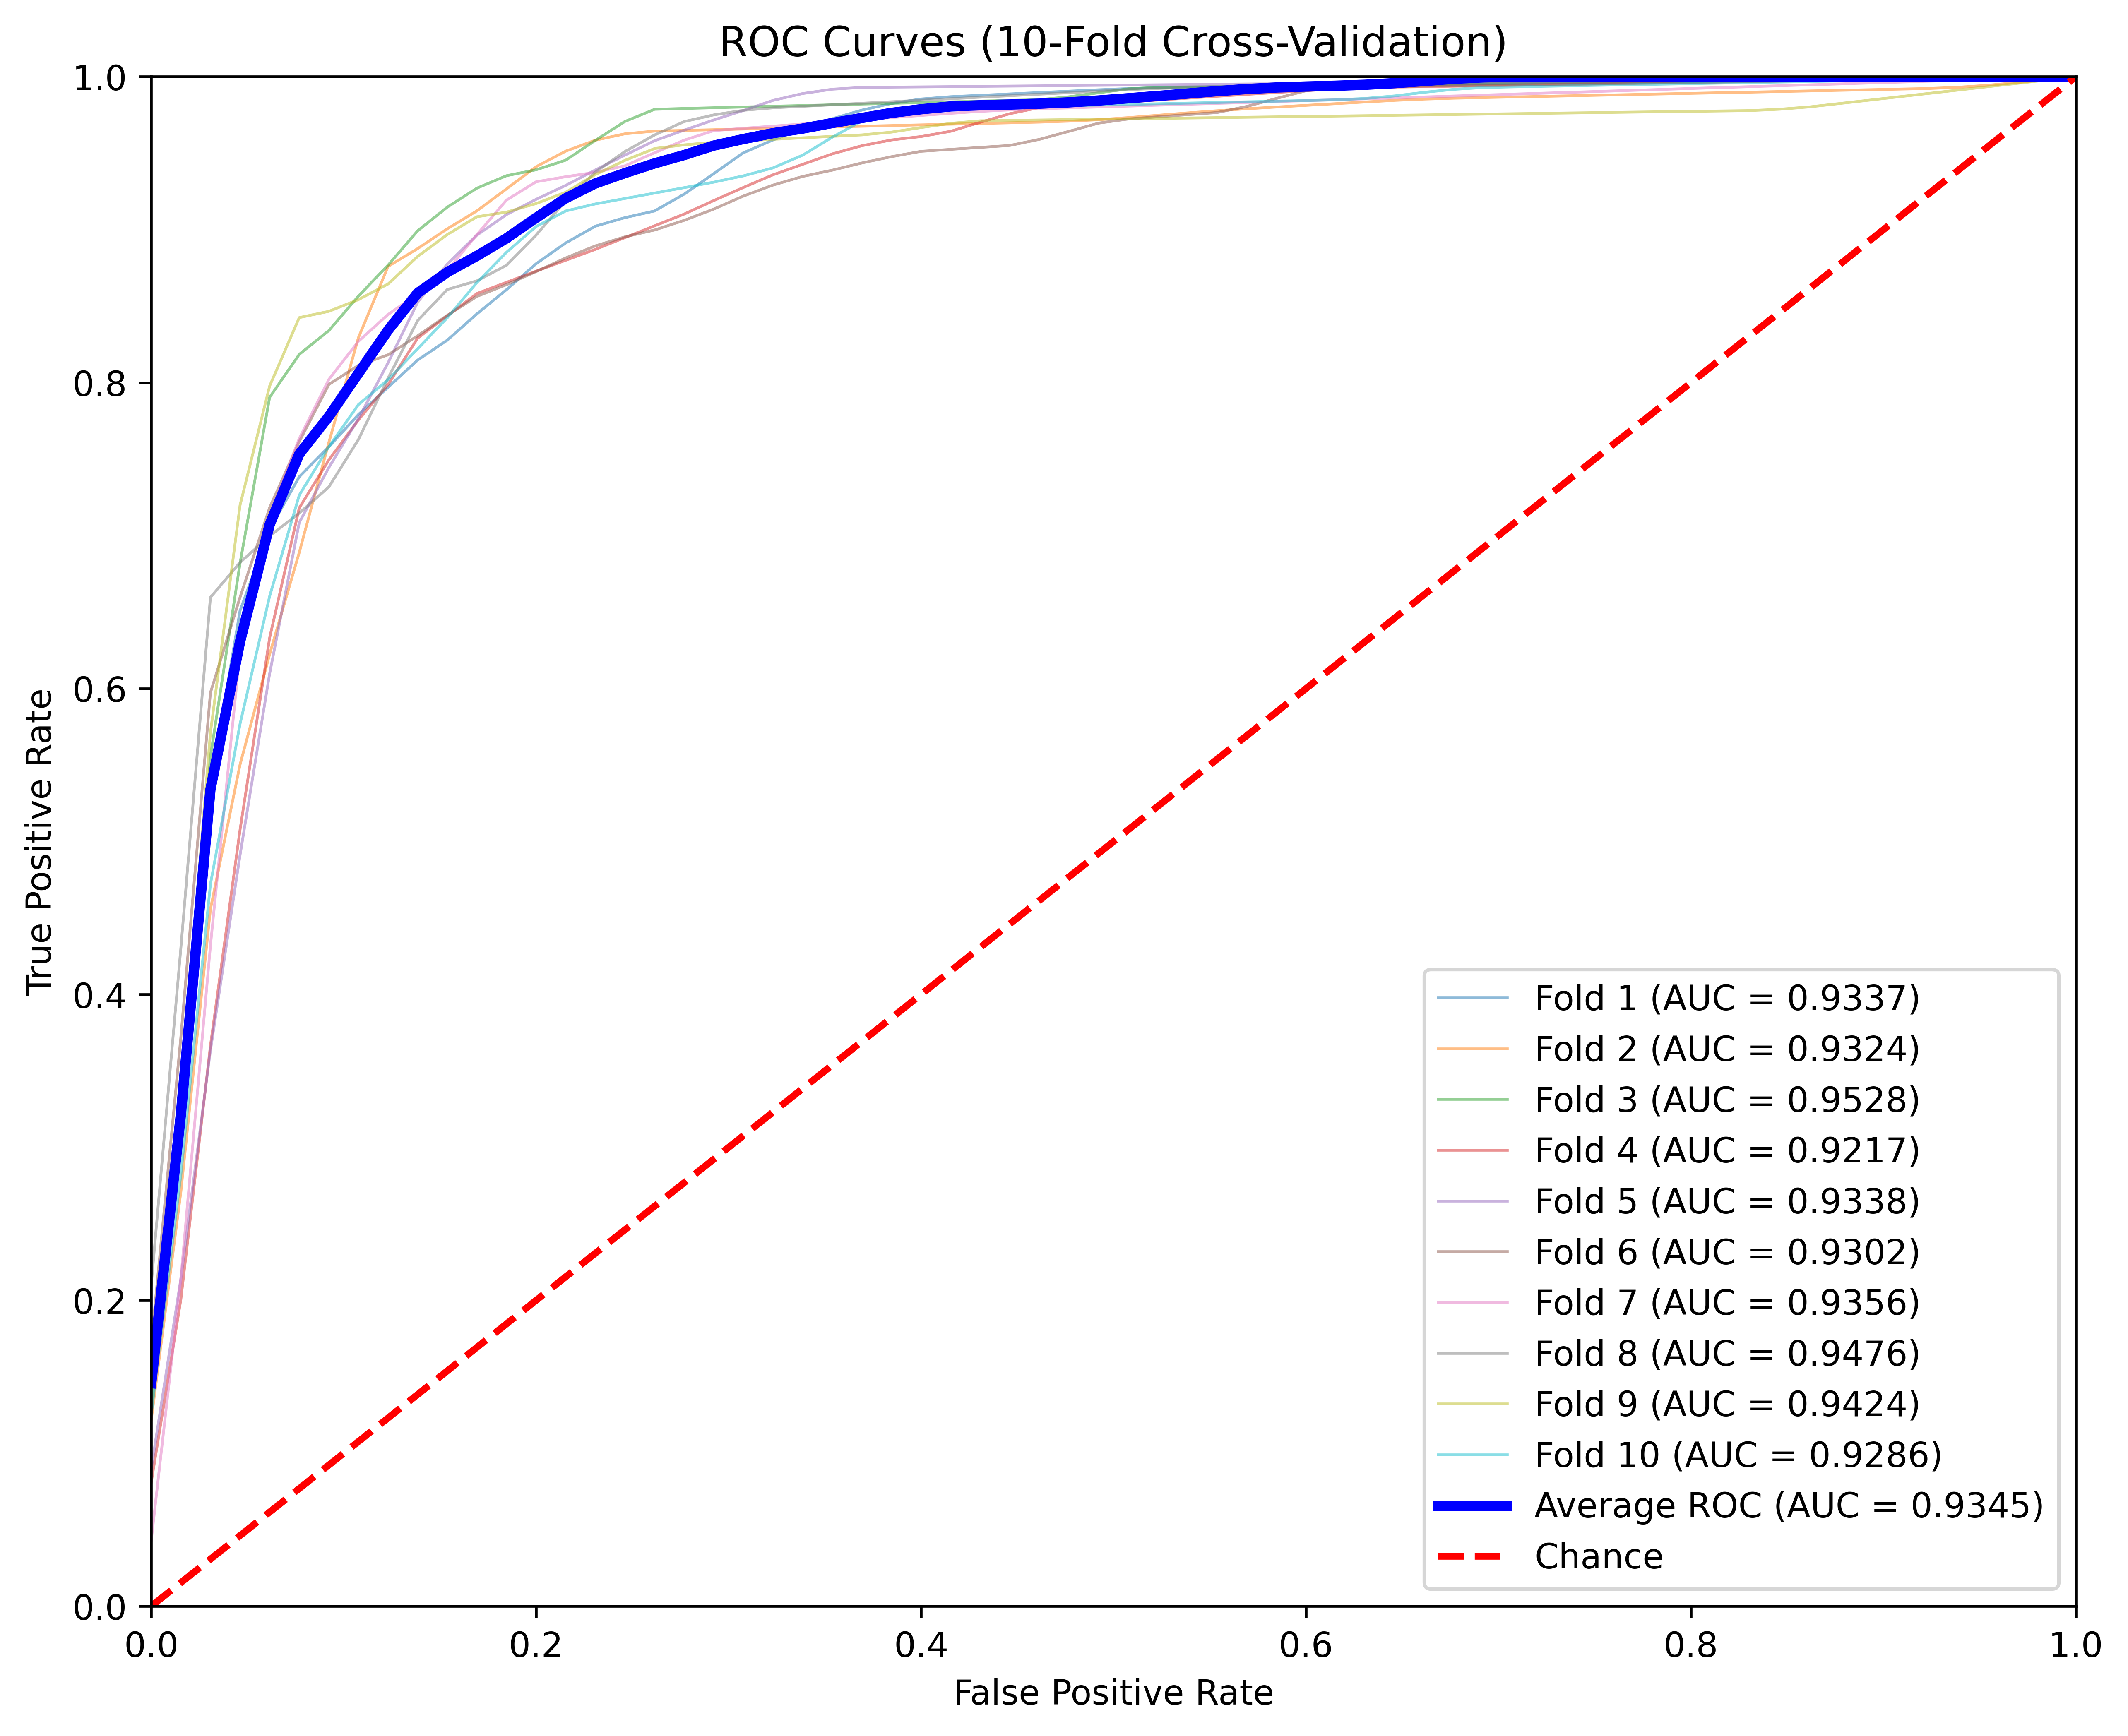 ROC Curves (10-Fold Cross-Validation)
True Positive Rate
1.0
0.8
0.6
0.4
0.2
0.0
0.0 0.2 0.4 0.6 0.8 1.0
False Positive Rate
Fold 1 (AUC = 0.9337)
Fold 2 (AUC = 0.9324)
Fold 3 (AUC = 0.9528)
Fold 4 (AUC = 0.9217)
Fold 5 (AUC = 0.9338)
Fold 6 (AUC = 0.9302)
Fold 7 (AUC = 0.9356)
Fold 8 (AUC = 0.9476)
Fold 9 (AUC = 0.9424)
Fold 10 (AUC = 0.9286)
Average ROC (AUC = 0.9345)
Chance